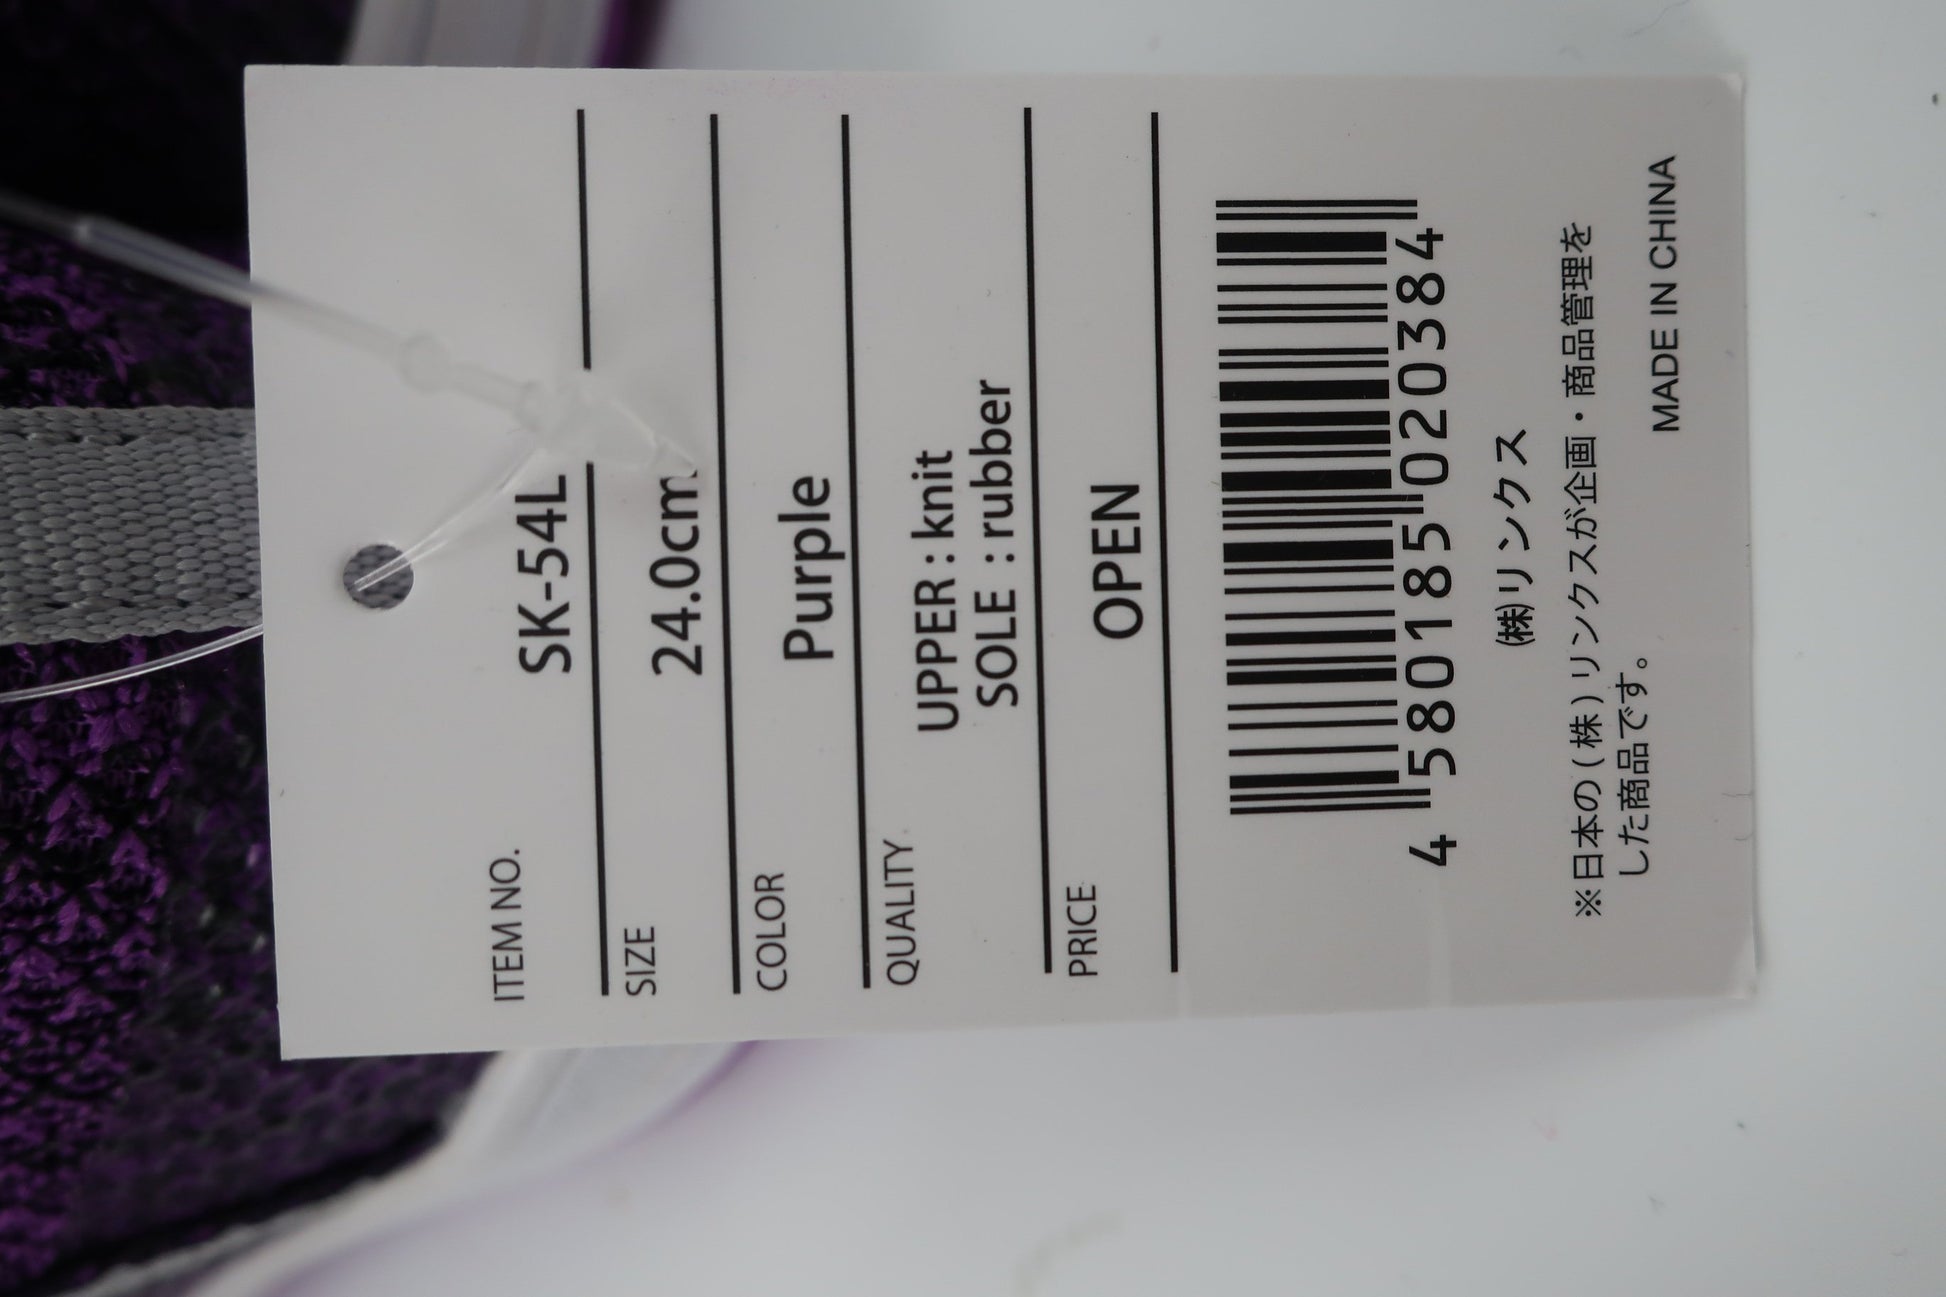 ITEM NO.
SK-54L
SIZE
24.0cm
COLOR
Purple
QUALITY
UPPER : knit
SOLE : rubber
PRICE
OPEN
4 580185 020384
㈱リンクス
※日本の(株)リンクスが企画・商品管理を
した商品です。
MADE IN CHINA